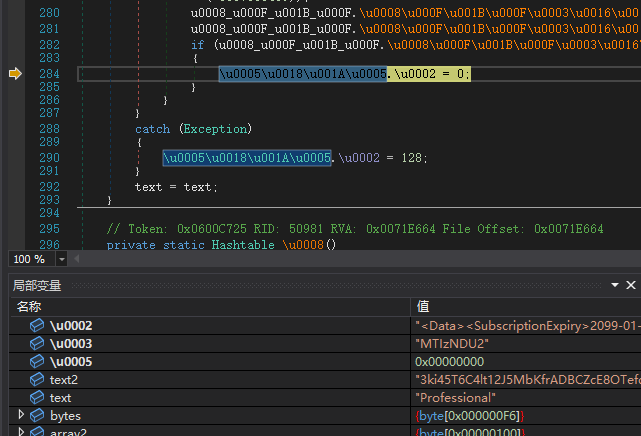 280 u0008_u000F_u001B_u000F.\u0008\u000F\u001B\u000F\u0003\u0016\u00
281 u0008_u000F_u001B_u000F.\u0008\u000F\u001B\u000F\u0003\u0016\u00
282 if (u0008_u000F_u001B_u000F.\u0008\u000F\u001B\u000F\u0003\u0016
283 {
284 \u0005\u0018\u001A\u0005.\u0002 = 0;
285 }
286 }
287 }
288 catch (Exception)
289 {
290 \u0005\u0018\u001A\u0005.\u0002 = 128;
291 }
292 text = text;
293 }
294
295 // Token: 0x0600C725 RID: 50981 RVA: 0x0071E664 File Offset: 0x0071E664
296 private static Hashtable \u0008()
100 %
局部变量
名称 值
\u0002 "<Data><SubscriptionExpiry>2099-01-
\u0003 "MTIzNDU2"
\u0005 0x00000000
text2 "3ki45T6C4lt12J5MbKfrADBCZcE8OTefc
text "Professional"
bytes {byte[0x000000F6]}
array2 {byte[0x00000100]}